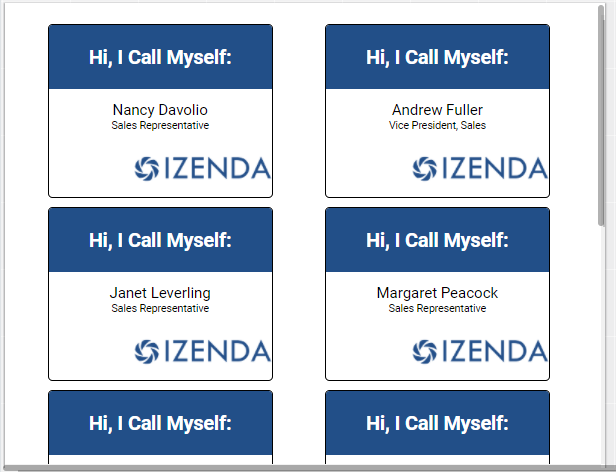 Hi, I Call Myself:
Nancy Davolio
Sales Representative
IZENDA
Hi, I Call Myself:
Andrew Fuller
Vice President, Sales
IZENDA
Hi, I Call Myself:
Janet Leverling
Sales Representative
IZENDA
Hi, I Call Myself:
Margaret Peacock
Sales Representative
IZENDA
Hi, I Call Myself:
Hi, I Call Myself: